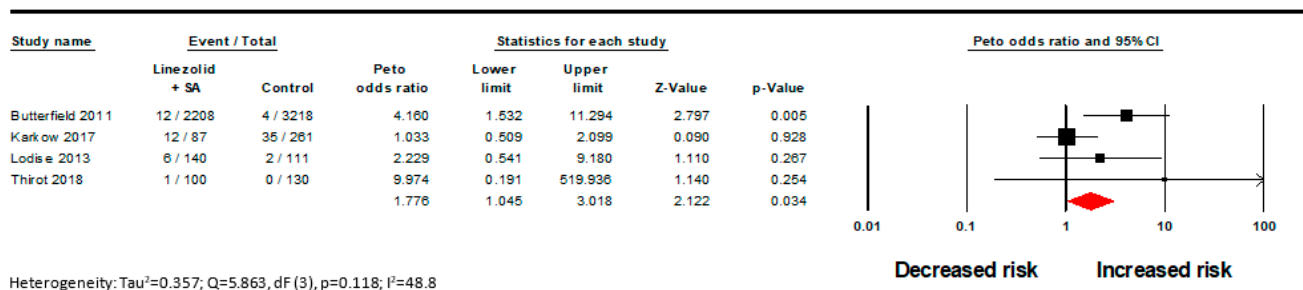 Study name Event / Total Statistics for each study Peto odds ratio and 95% CI
Linezolid + SA Control Peto odds ratio Lower limit Upper limit Z-Value p-Value
Butterfield 2011 12 / 2208 4 / 3218 4.160 1.532 11.294 2.797 0.005
Karkow 2017 12 / 87 35 / 261 1.033 0.509 2.099 0.090 0.928
Lodise 2013 6 / 140 2 / 111 2.229 0.541 9.180 1.110 0.267
Thirot 2018 1 / 100 0 / 130 9.974 0.191 519.936 1.140 0.254
1.776 1.045 3.018 2.122 0.034
0.01 0.1 1 10 100
Decreased risk Increased risk
Heterogeneity: Tau²=0.357; Q=5.863, dF (3), p=0.118; I²=48.8